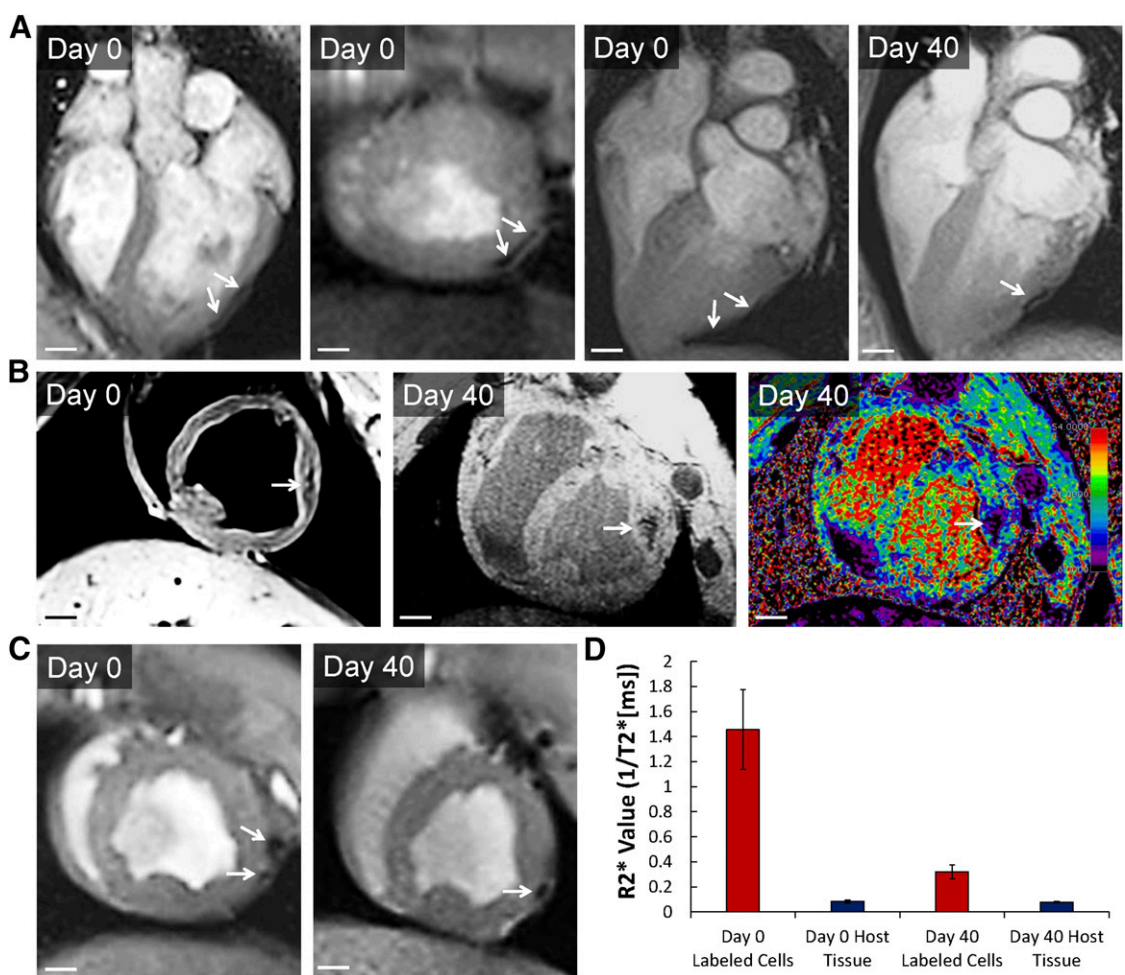 A
Day 0
Day 0
Day 0
Day 40
B
Day 0
Day 40
Day 40
C
Day 0
Day 40
D
R2* Value (1/T2*[ms])
2
1.8
1.6
1.4
1.2
1
0.8
0.6
0.4
0.2
0
Day 0
Labeled Cells
Day 0 Host
Tissue
Day 40
Labeled Cells
Day 40 Host
Tissue